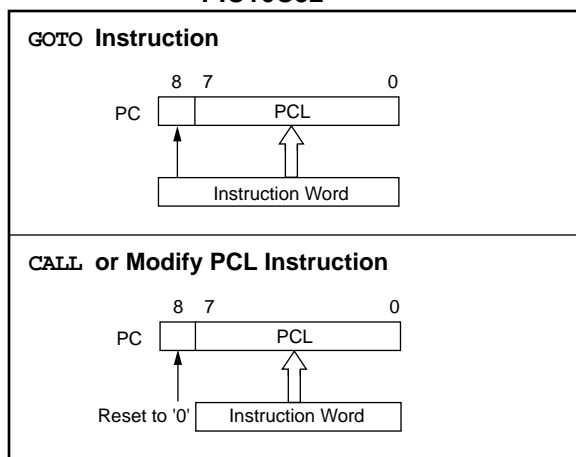 GOTO Instruction
8 7 0
PC PCL
Instruction Word
CALL or Modify PCL Instruction
8 7 0
PC PCL
Reset to '0' Instruction Word